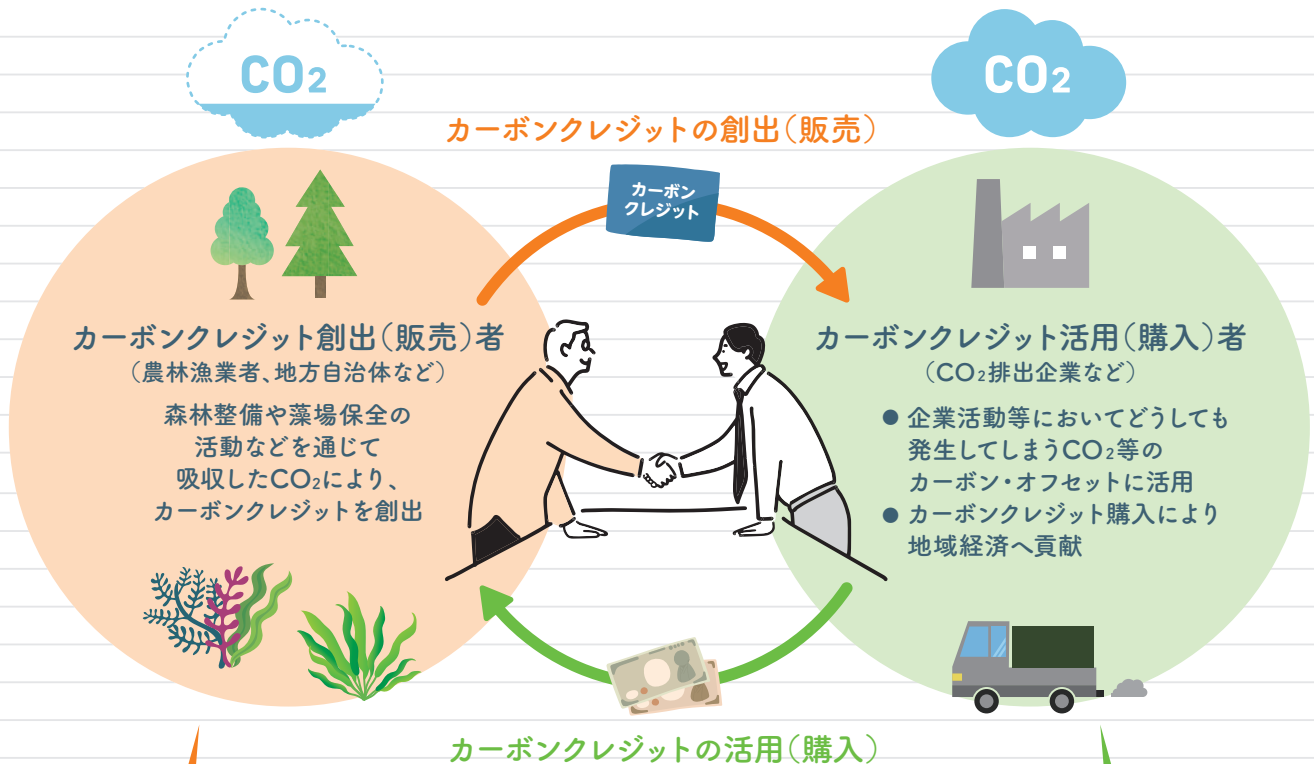 CO2
CO2
カーボンクレジットの創出（販売）
カーボン
クレジット
カーボンクレジット創出（販売）者
（農林漁業者、地方自治体など）
森林整備や藻場保全の
活動などを通じて
吸収したCO2により、
カーボンクレジットを創出
カーボンクレジット活用（購入）者
（CO2排出企業など）
● 企業活動等においてどうしても
発生してしまうCO2等の
カーボン・オフセットに活用
● カーボンクレジット購入により
地域経済へ貢献
カーボンクレジットの活用（購入）